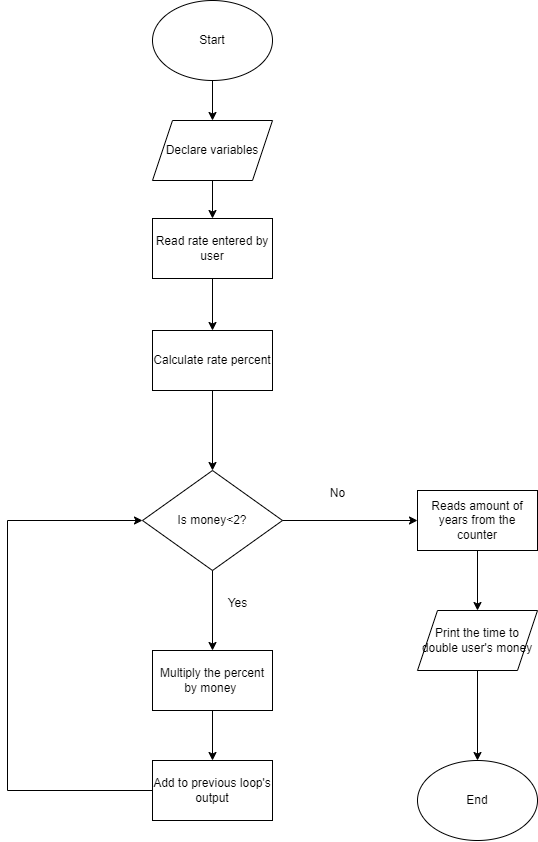 Start
Declare variables
Read rate entered by
user
Calculate rate percent
Is money<2?
No
Reads amount of
years from the
counter
Yes
Print the time to
double user's money
Multiply the percent
by money
Add to previous loop's
output
End